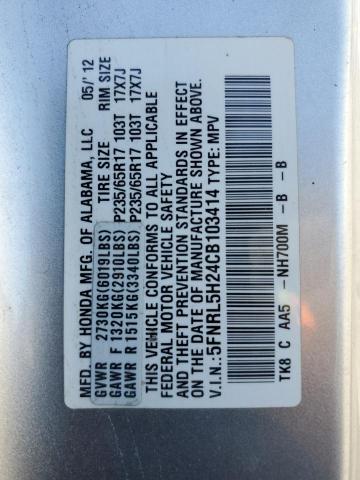 MFD. BY HONDA MFG. OF ALABAMA, LLC 05/'12
GVWR 2730KG(6019LBS) TIRE SIZE RIM SIZE
GAWR F 1320KG(2910LBS) P235/65R17 103T 17X7J
GAWR R 1515KG(3340LBS) P235/65R17 103T 17X7J
THIS VEHICLE CONFORMS TO ALL APPLICABLE
FEDERAL MOTOR VEHICLE SAFETY AND
THEFT PREVENTION STANDARDS IN EFFECT
ON THE DATE OF MANUFACTURE SHOWN ABOVE.
V.I.N.:5FNRL5H24CB103414 TYPE: MPV
TK8 C AA5 -NH700M -B -B